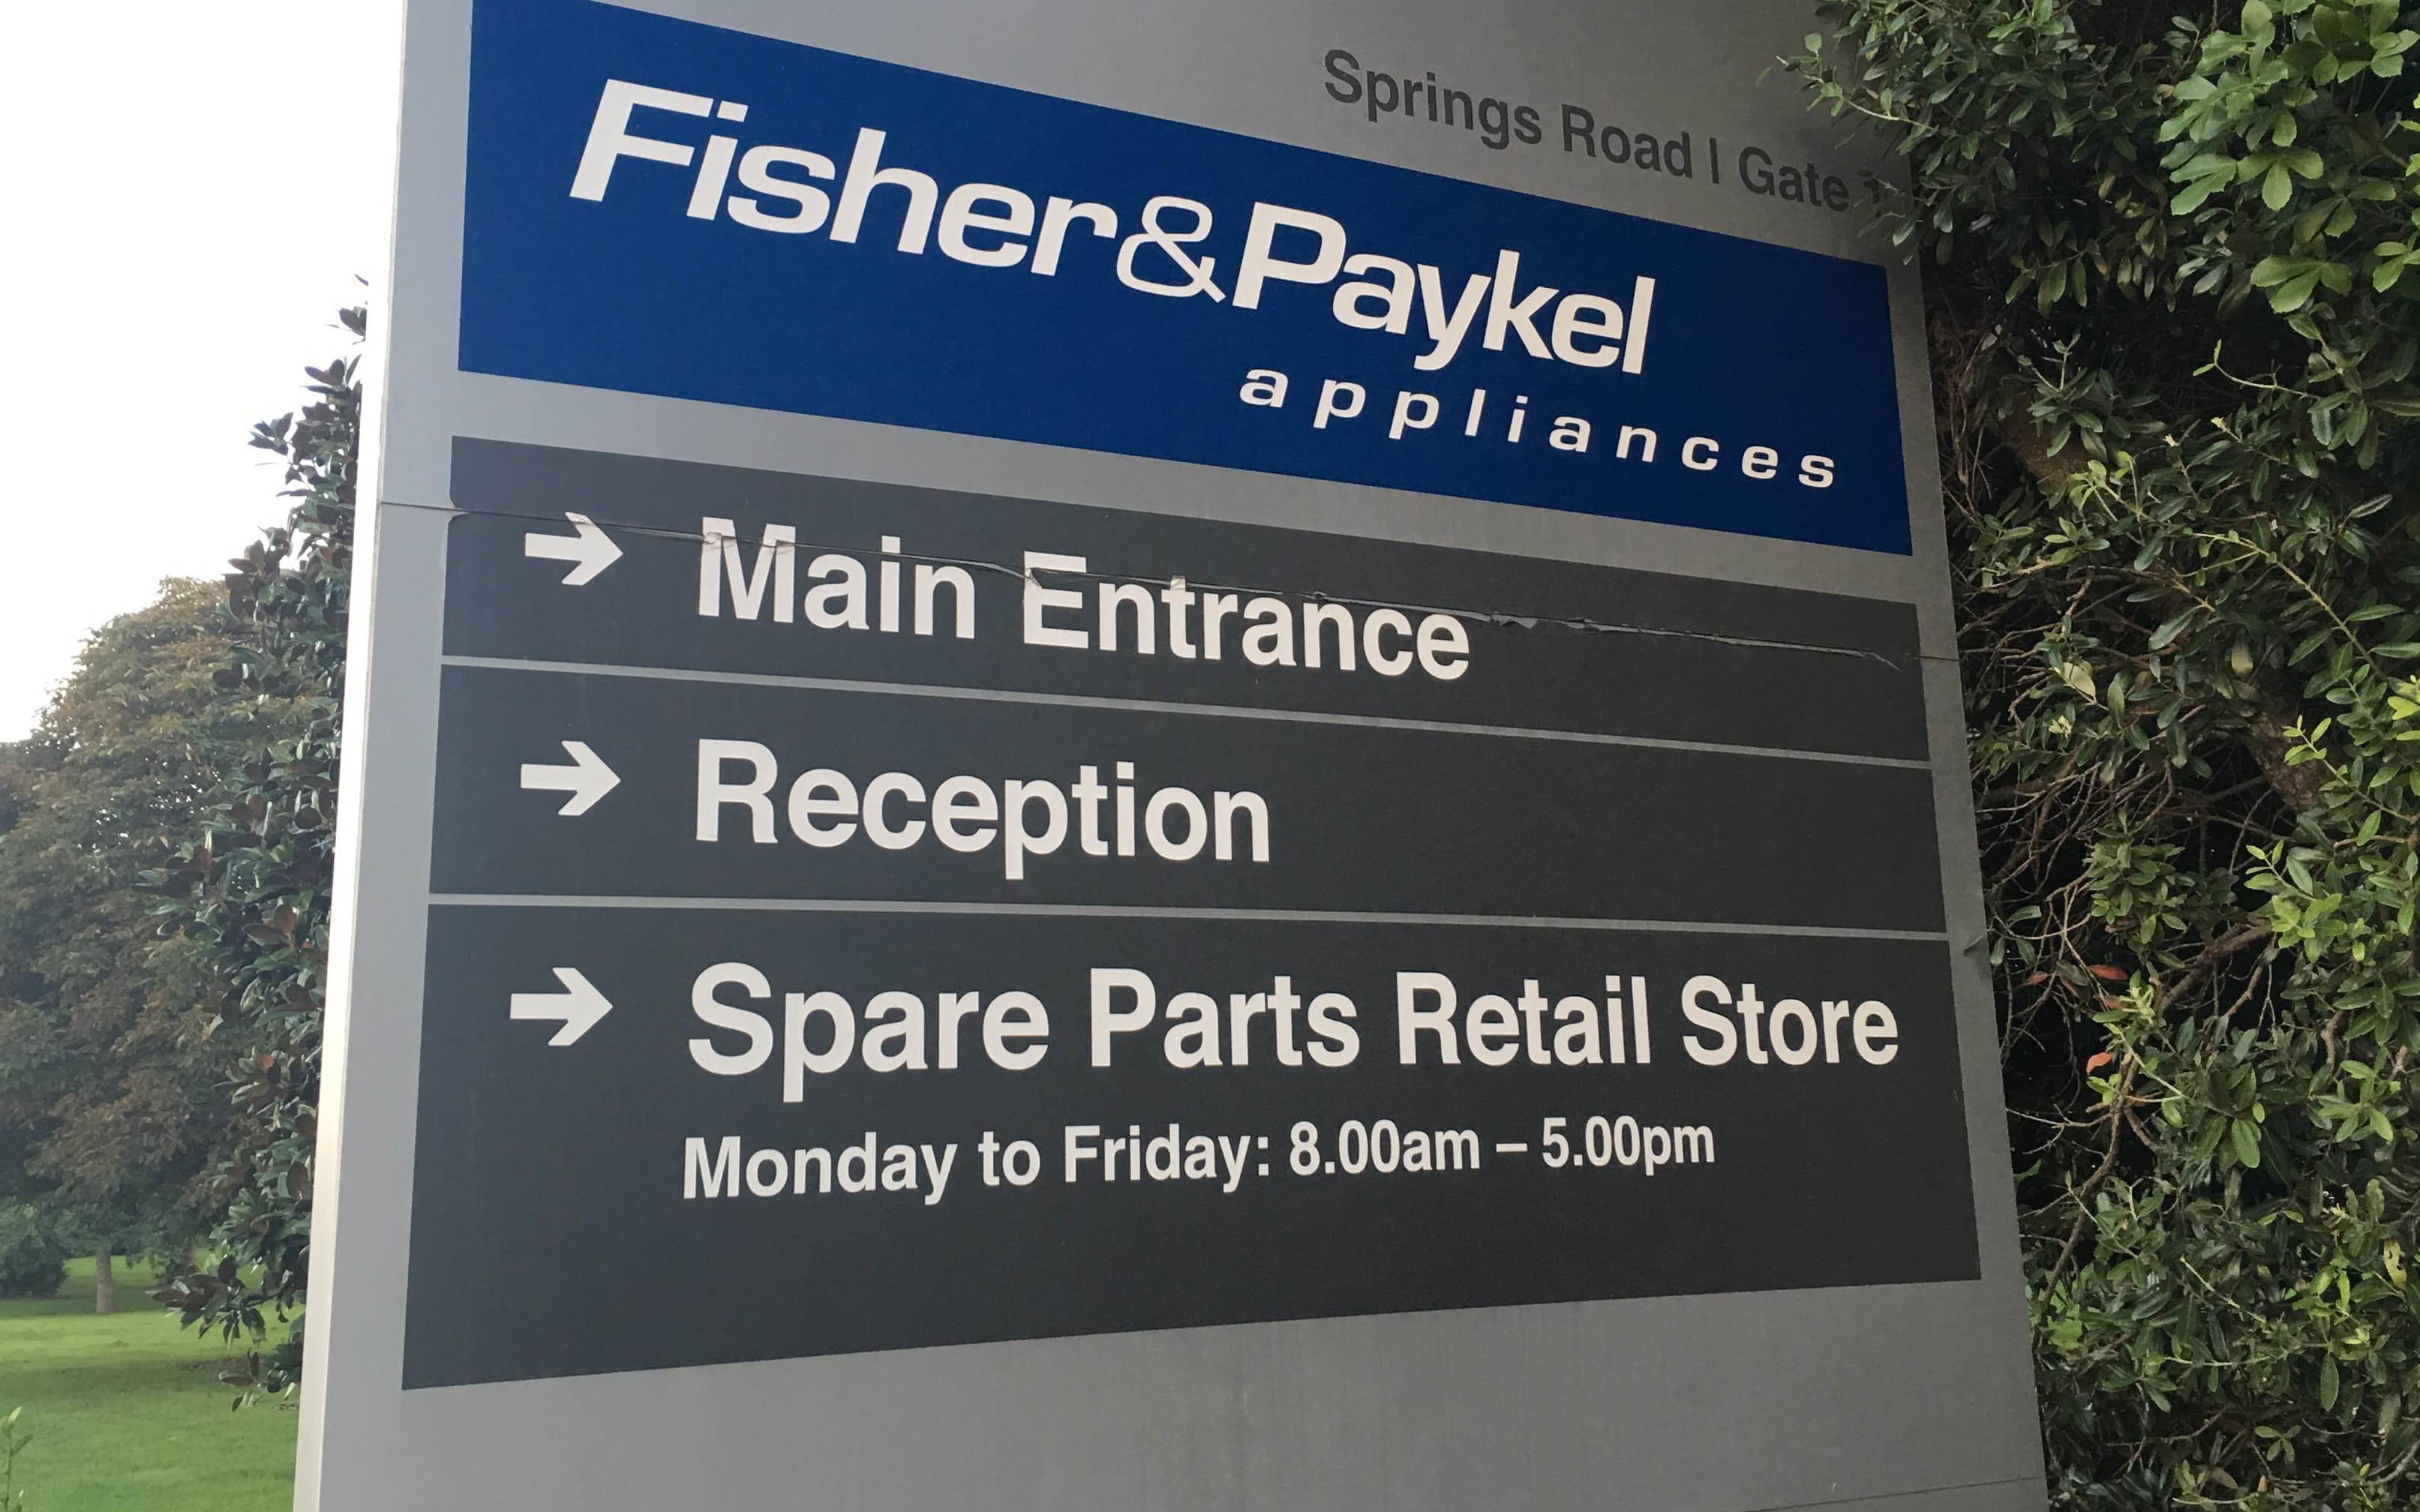 Springs Road | Gate
Fisher&Paykel
appliances
→ Main Entrance
→ Reception
→ Spare Parts Retail Store
Monday to Friday: 8.00am – 5.00pm